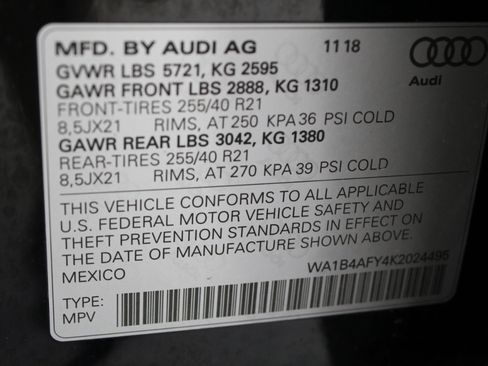 MFD. BY AUDI AG 11 18
GVWR LBS 5721, KG 2595
GAWR FRONT LBS 2888, KG 1310
FRONT-TIRES 255/40 R21
8,5JX21 RIMS, AT 250 KPA 36 PSI COLD
GAWR REAR LBS 3042, KG 1380
REAR-TIRES 255/40 R21
8,5JX21 RIMS, AT 270 KPA 39 PSI COLD
Audi
THIS VEHICLE CONFORMS TO ALL APPLICABLE
U.S. FEDERAL MOTOR VEHICLE SAFETY AND
THEFT PREVENTION STANDARDS IN EFFECT ON
THE DATE OF MANUFACTURE SHOWN ABOVE.
MEXICO
WA1B4AFY4K2024495
TYPE:
MPV